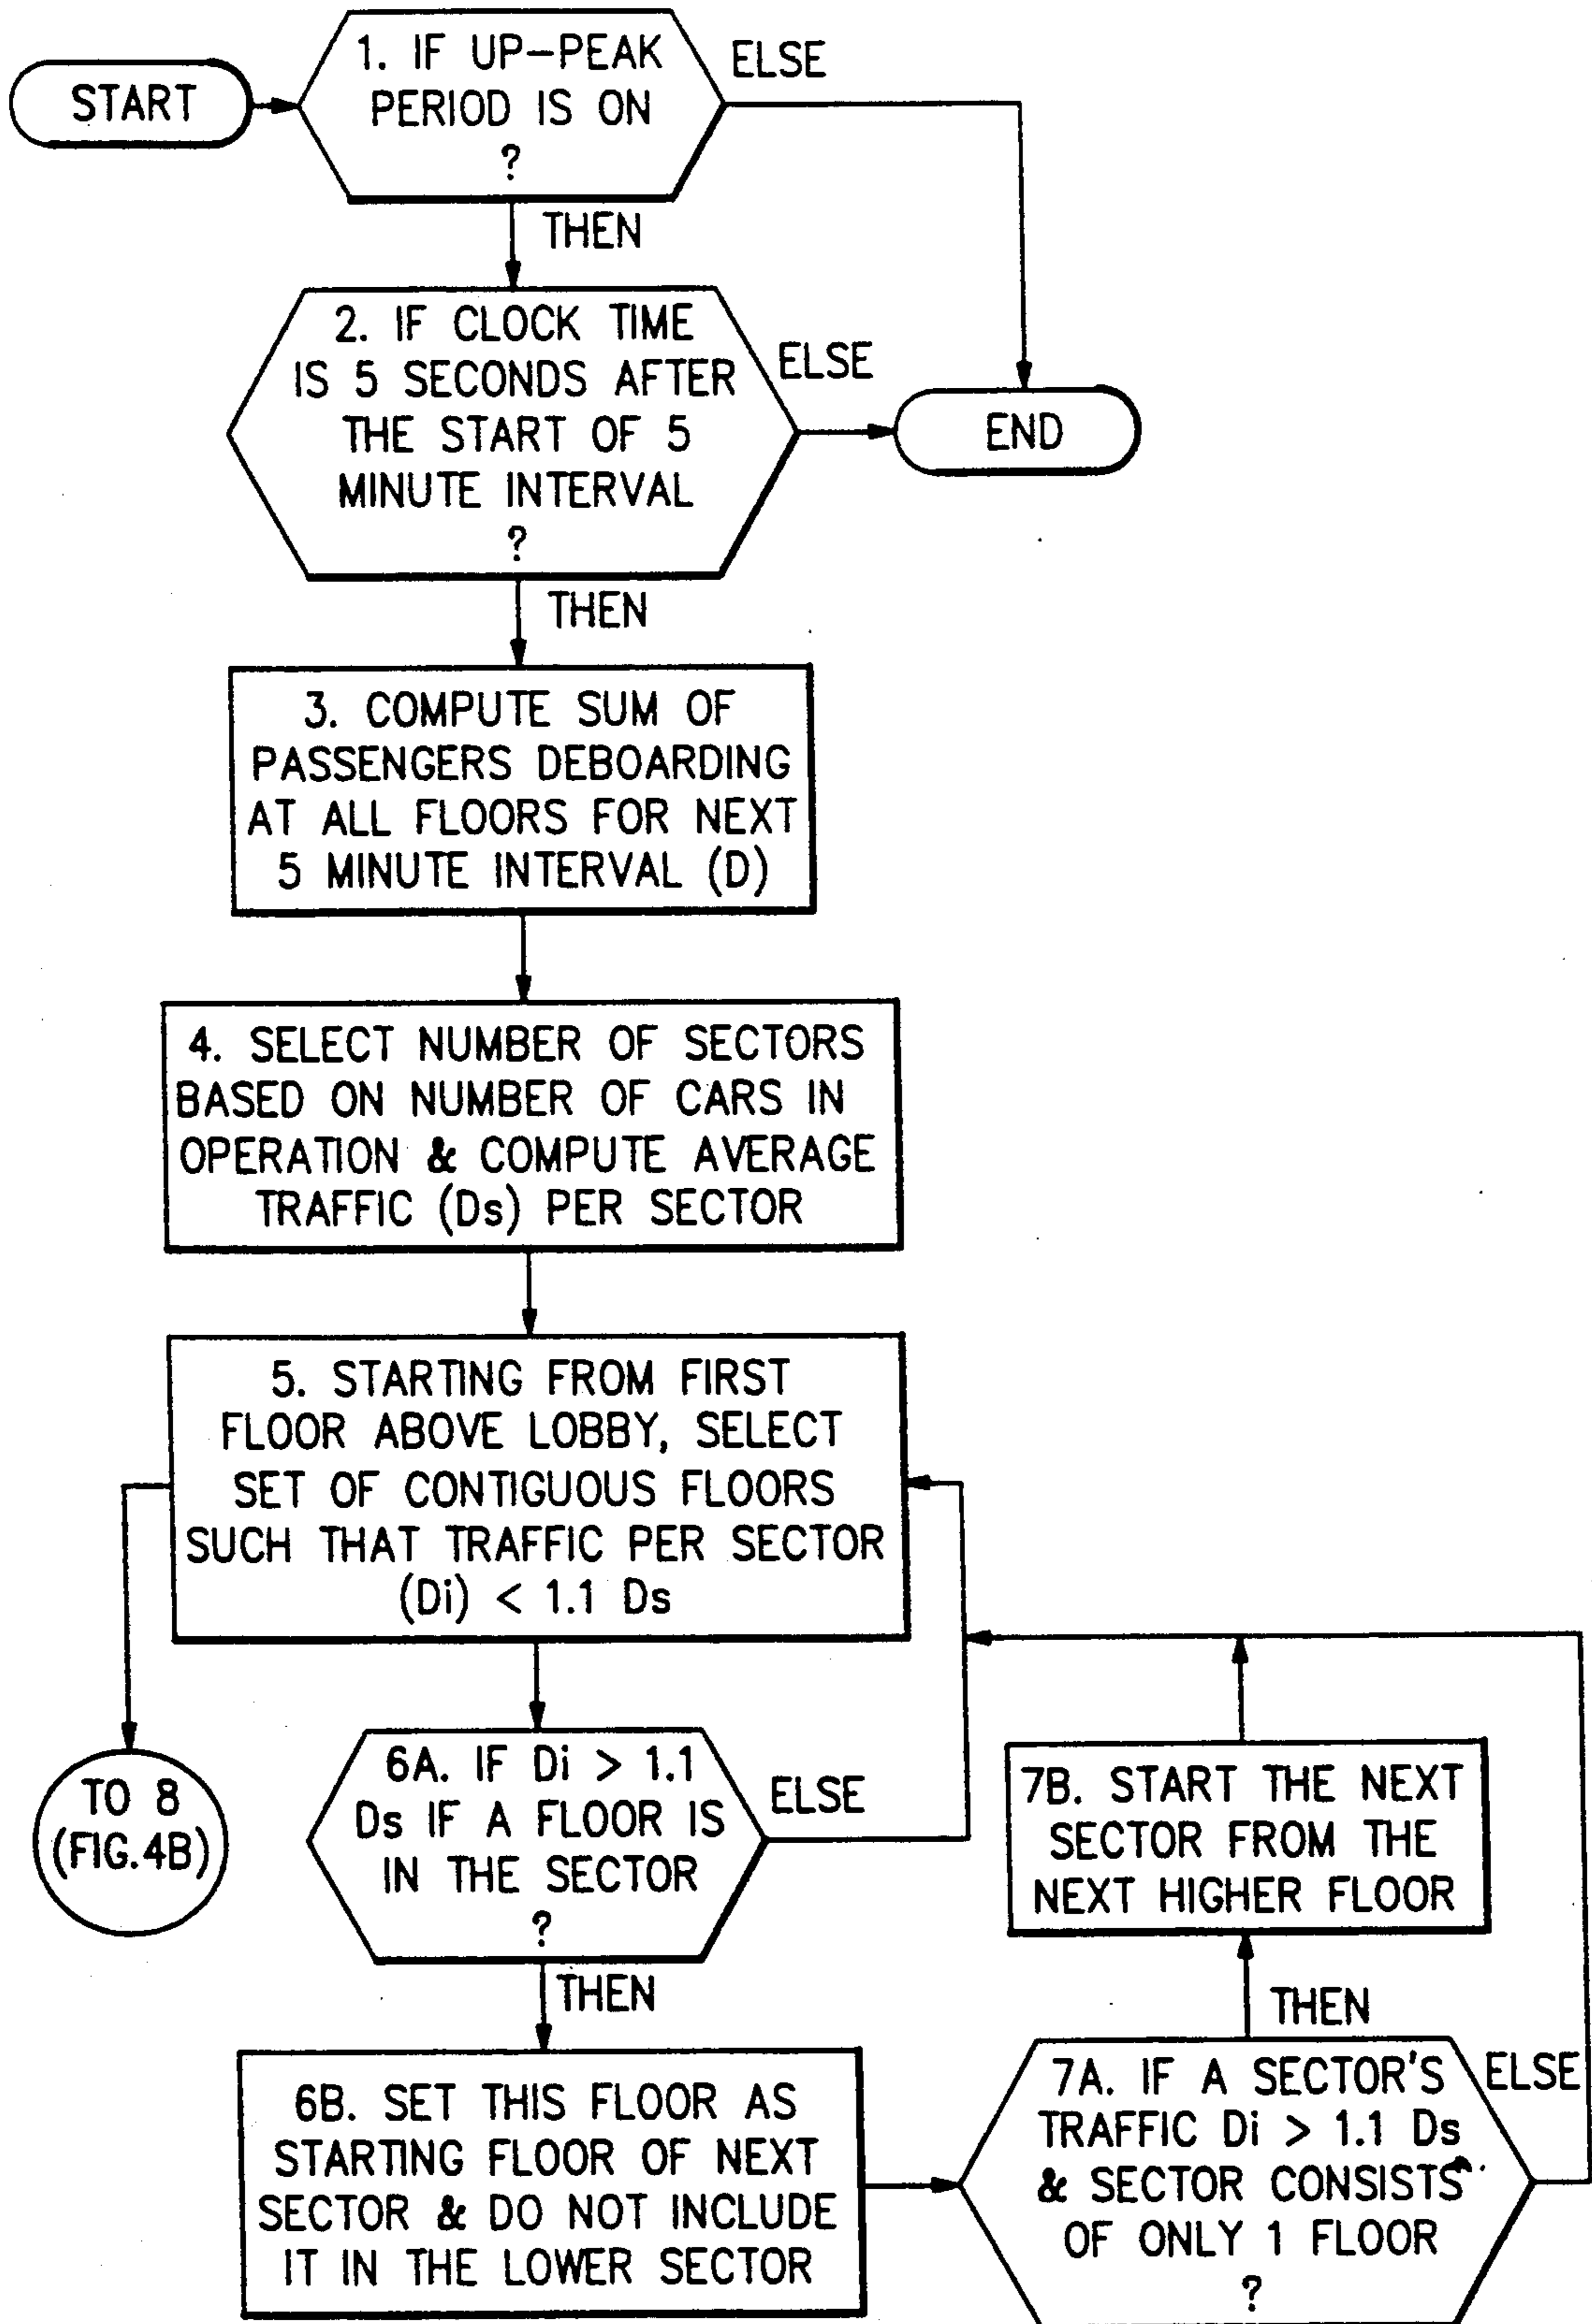 START
1. IF UP-PEAK
PERIOD IS ON
?
ELSE
THEN
2. IF CLOCK TIME
IS 5 SECONDS AFTER
THE START OF 5
MINUTE INTERVAL
?
ELSE
END
THEN
3. COMPUTE SUM OF
PASSENGERS DEBOARDING
AT ALL FLOORS FOR NEXT
5 MINUTE INTERVAL (D)
4. SELECT NUMBER OF SECTORS
BASED ON NUMBER OF CARS IN
OPERATION & COMPUTE AVERAGE
TRAFFIC (Ds) PER SECTOR
5. STARTING FROM FIRST
FLOOR ABOVE LOBBY, SELECT
SET OF CONTIGUOUS FLOORS
SUCH THAT TRAFFIC PER SECTOR
(Di) < 1.1 Ds
TO 8
(FIG.4B)
6A. IF Di > 1.1
Ds IF A FLOOR IS
IN THE SECTOR
?
ELSE
THEN
6B. SET THIS FLOOR AS
STARTING FLOOR OF NEXT
SECTOR & DO NOT INCLUDE
IT IN THE LOWER SECTOR
7B. START THE NEXT
SECTOR FROM THE
NEXT HIGHER FLOOR
THEN
7A. IF A SECTOR'S
TRAFFIC Di > 1.1 Ds
& SECTOR CONSISTS
OF ONLY 1 FLOOR
?
ELSE